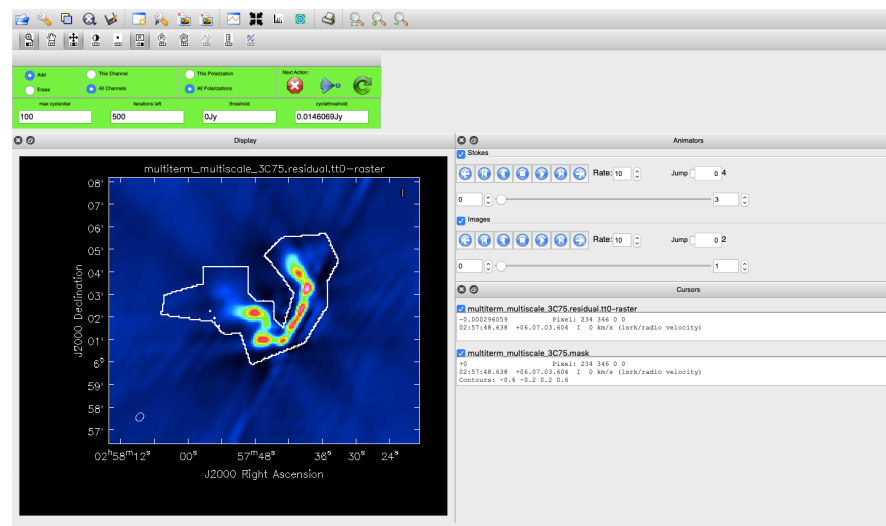 Add
This Channel
This Polarization
Next Action:
Erase
All Channels
All Polarizations
max cycleniter
iterations left
threshold
cyclethreshold
100
500
0Jy
0.0146069Jy
Display
multiterm_multiscale_3C75.residual.tt0-raster
I
08'
07'
06'
05'
04'
03'
02'
01'
6°
59'
58'
57'
J2000 Declination
02ʰ58ᵐ12ˢ 00ˢ 57ᵐ48ˢ 36ˢ 30ˢ 24ˢ
J2000 Right Ascension
Animators
Stokes
Rate: 10 Jump 0 4
0 3
Images
Rate: 10 Jump 0 2
0 1
Cursors
multiterm_multiscale_3C75.residual.tt0-raster
-0.000296059 Pixel: 234 346 0 0
02:57:48.638 +06.07.03.604 I 0 km/s (lsrk/radio velocity)
multiterm_multiscale_3C75.mask
+0 Pixel: 234 346 0 0
02:57:48.638 +06.07.03.604 I 0 km/s (lsrk/radio velocity)
Contours: -0.6 -0.2 0.2 0.6